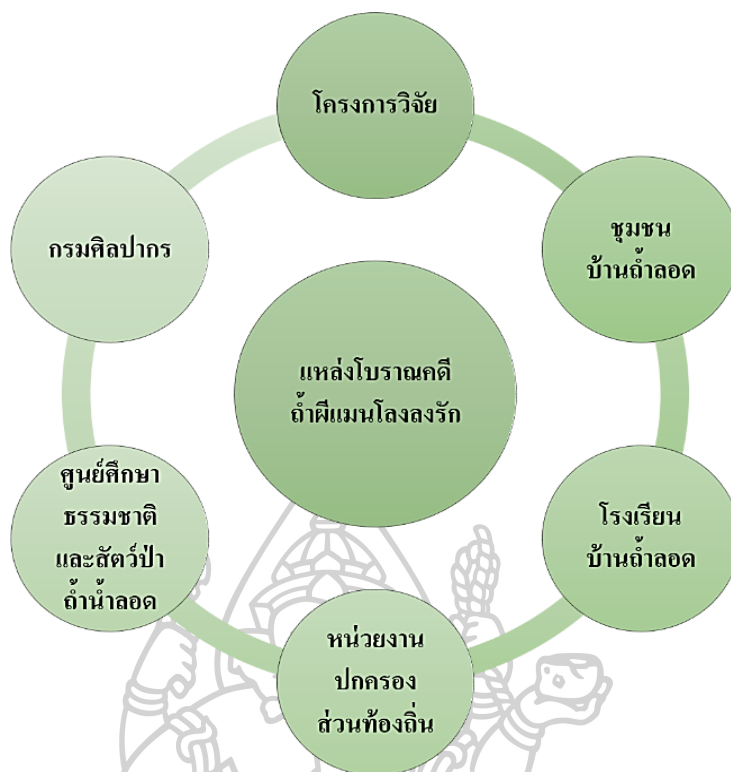 โครงการวิจัย
ชุมชน
บ้านถ้ำลอด
โรงเรียน
บ้านถ้ำลอด
หน่วยงาน
ปกครอง
ส่วนท้องถิ่น
ศูนย์ศึกษา
ธรรมชาติ
และสัตว์ป่า
ถ้ำน้ำลอด
กรมศิลปากร
แหล่งโบราณคดี
ถ้ำผีแมนโลงลงรัก